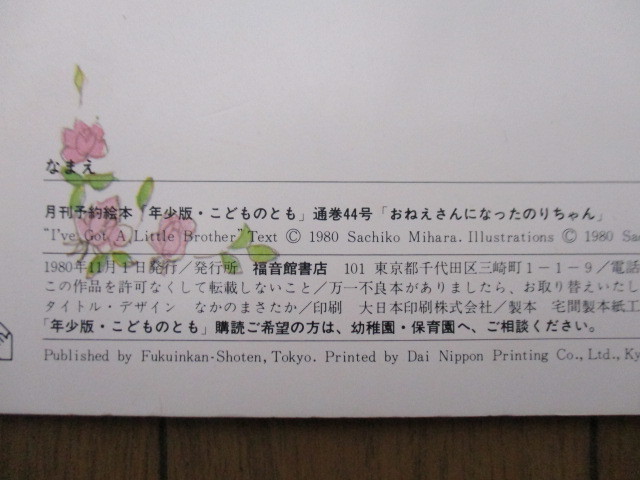 なまえ
月刊予約絵本「年少版・こどものとも」通巻44号「おねえさんになったのりちゃん」
"I've Got A Little Brother" Text © 1980 Sachiko Mihara. Illustrations © 1980
1980年11月1日発行／発行所 福音館書店 101 東京都千代田区三崎町1-1-9／電話
この作品を許可なくして転載しないこと／万一不良本がありましたら、お取り替えいたし
タイトル・デザイン なかのまさたか／印刷 大日本印刷株式会社／製本 宅間製本紙工
「年少版・こどものとも」購読ご希望の方は、幼稚園・保育園へ、ご相談ください。
Published by Fukuinkan-Shoten, Tokyo. Printed by Dai Nippon Printing Co., Ltd.,